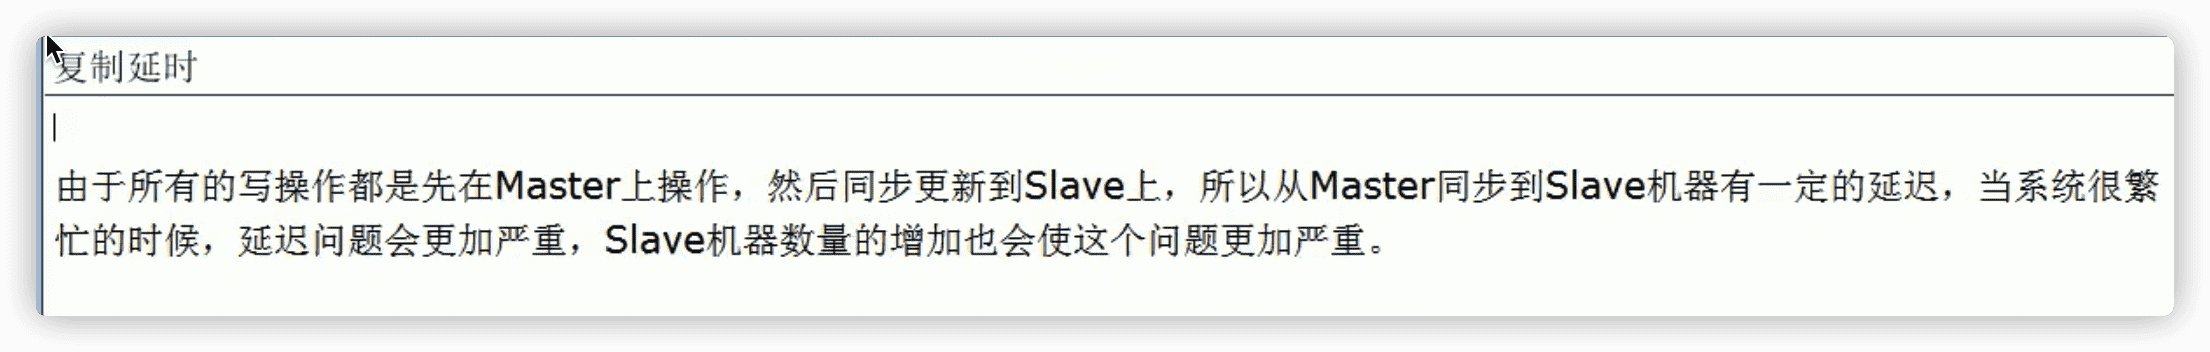 复制延时
由于所有的写操作都是先在Master上操作，然后同步更新到Slave上，所以从Master同步到Slave机器有一定的延迟，当系统很繁
忙的时候，延迟问题会更加严重，Slave机器数量的增加也会使这个问题更加严重。